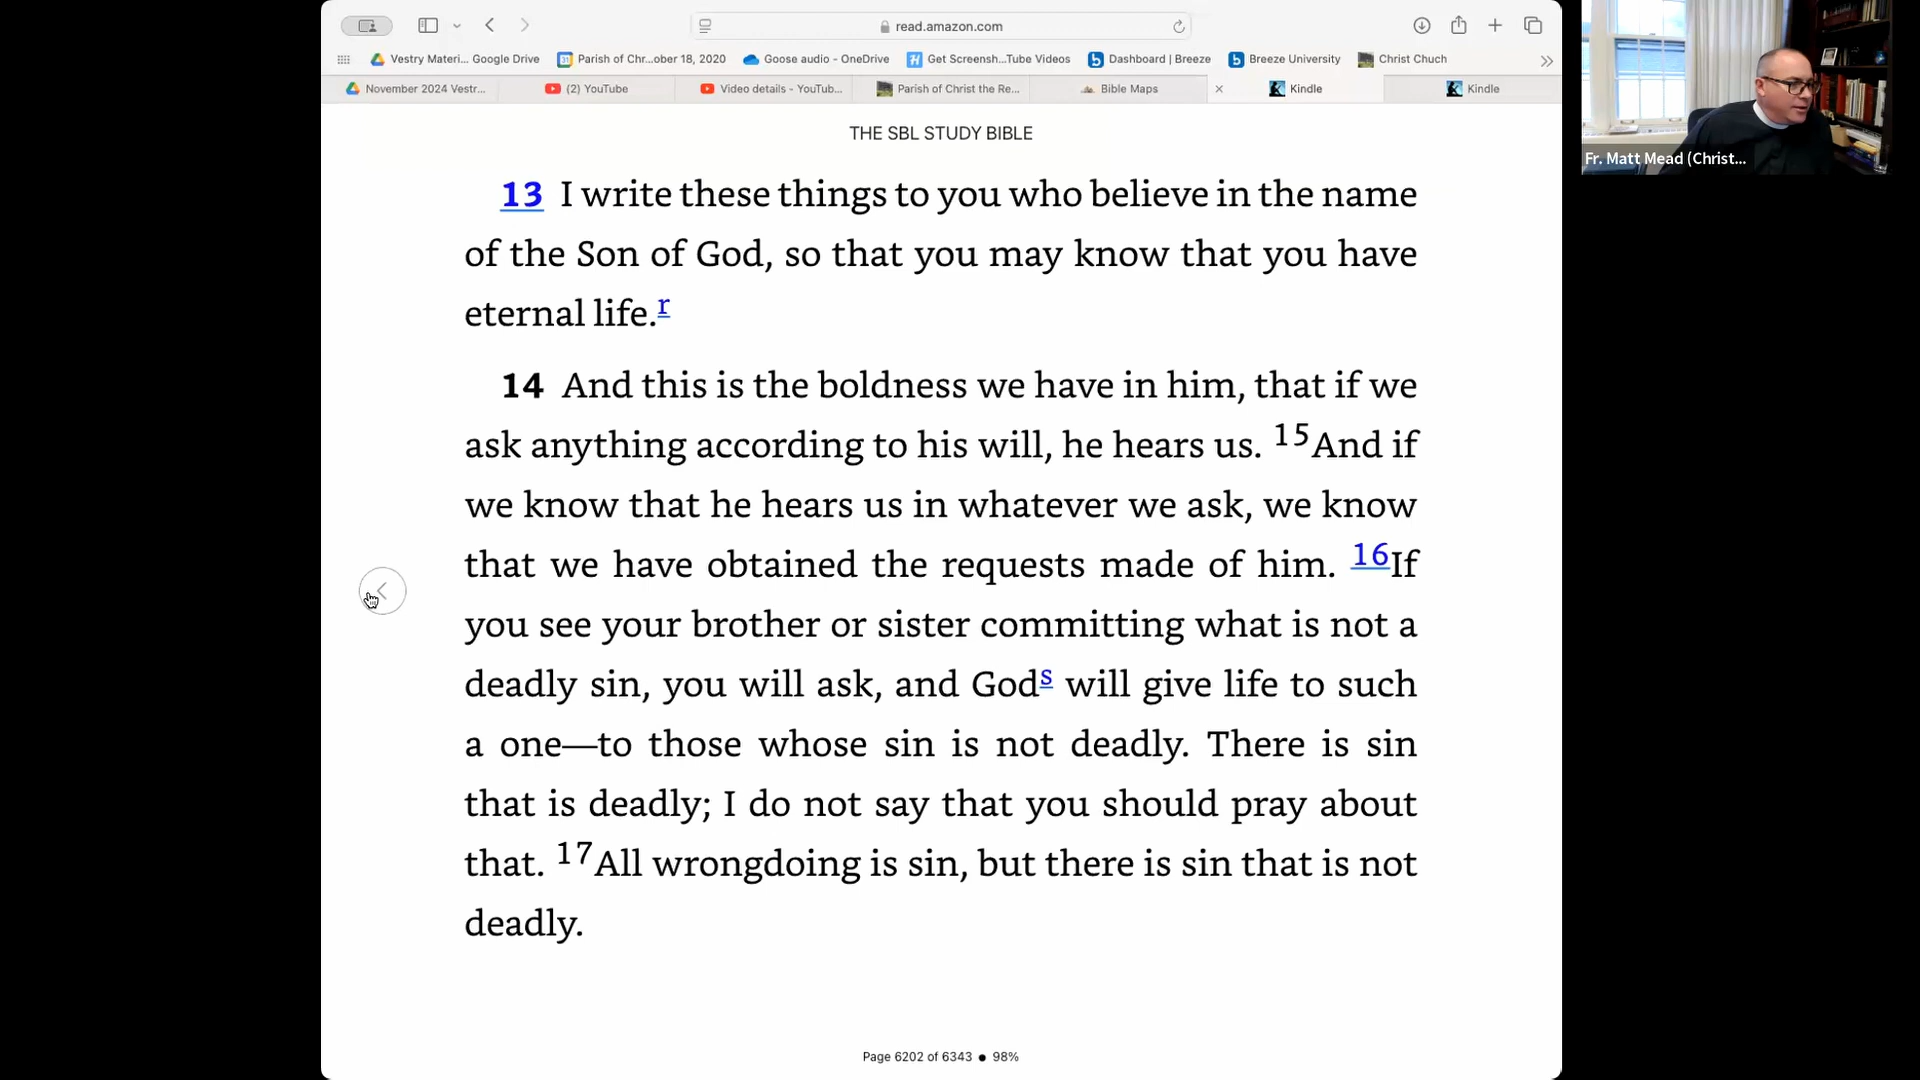 read.amazon.com
Vestry Materi... Google Drive
Parish of Chr...ober 18, 2020
Goose audio - OneDrive
Get Screensh...Tube Videos
Dashboard | Breeze
Breeze University
Christ Chuch
November 2024 Vestr...
(2) YouTube
Video details - YouTub...
Parish of Christ the Re...
Bible Maps
Kindle
Kindle
Fr. Matt Mead (Christ...
THE SBL STUDY BIBLE
13 I write these things to you who believe in the name
of the Son of God, so that you may know that you have
eternal life.r
14 And this is the boldness we have in him, that if we
ask anything according to his will, he hears us. 15And if
we know that he hears us in whatever we ask, we know
that we have obtained the requests made of him. 16If
you see your brother or sister committing what is not a
deadly sin, you will ask, and Gods will give life to such
a one—to those whose sin is not deadly. There is sin
that is deadly; I do not say that you should pray about
that. 17All wrongdoing is sin, but there is sin that is not
deadly.
Page 6202 of 6343 ● 98%